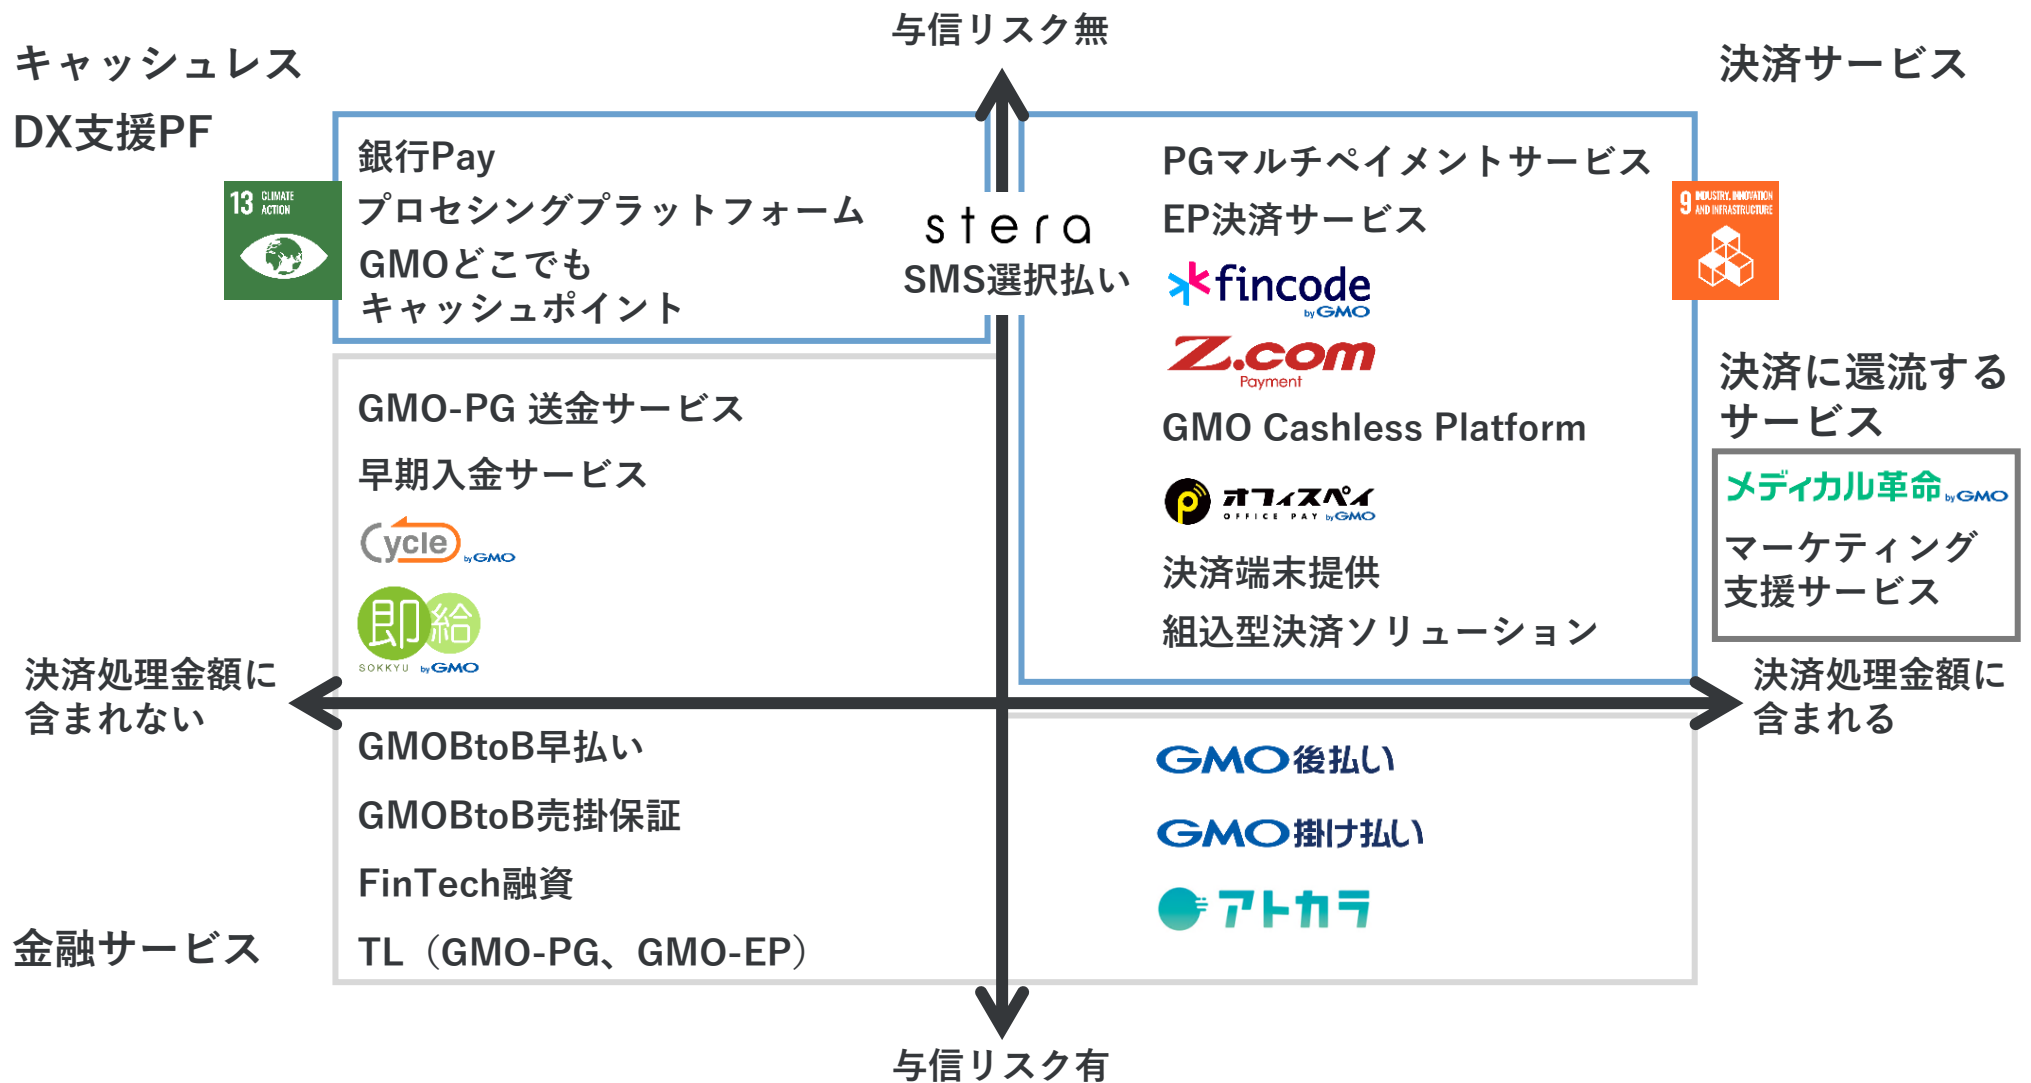 与信リスク無
キャッシュレス
DX支援PF
決済サービス
13 CLIMATE
ACTION
銀行Pay
プロセシングプラットフォーム
GMOどこでも
キャッシュポイント
stera
SMS選択払い
PGマルチペイメントサービス
EP決済サービス
fincode
by GMO
Z.com
Payment
GMO Cashless Platform
オフィスペイ
OFFICE PAY by GMO
決済端末提供
組込型決済ソリューション
9 INDUSTRY, INNOVATION
AND INFRASTRUCTURE
決済に還流する
サービス
メディカル革命 by GMO
マーケティング
支援サービス
GMO-PG 送金サービス
早期入金サービス
Cycle by GMO
即給
SOKKYU by GMO
決済処理金額に
含まれない
決済処理金額に
含まれる
GMOBtoB早払い
GMOBtoB売掛保証
FinTech融資
TL（GMO-PG、GMO-EP）
GMO後払い
GMO掛け払い
アトカラ
金融サービス
与信リスク有